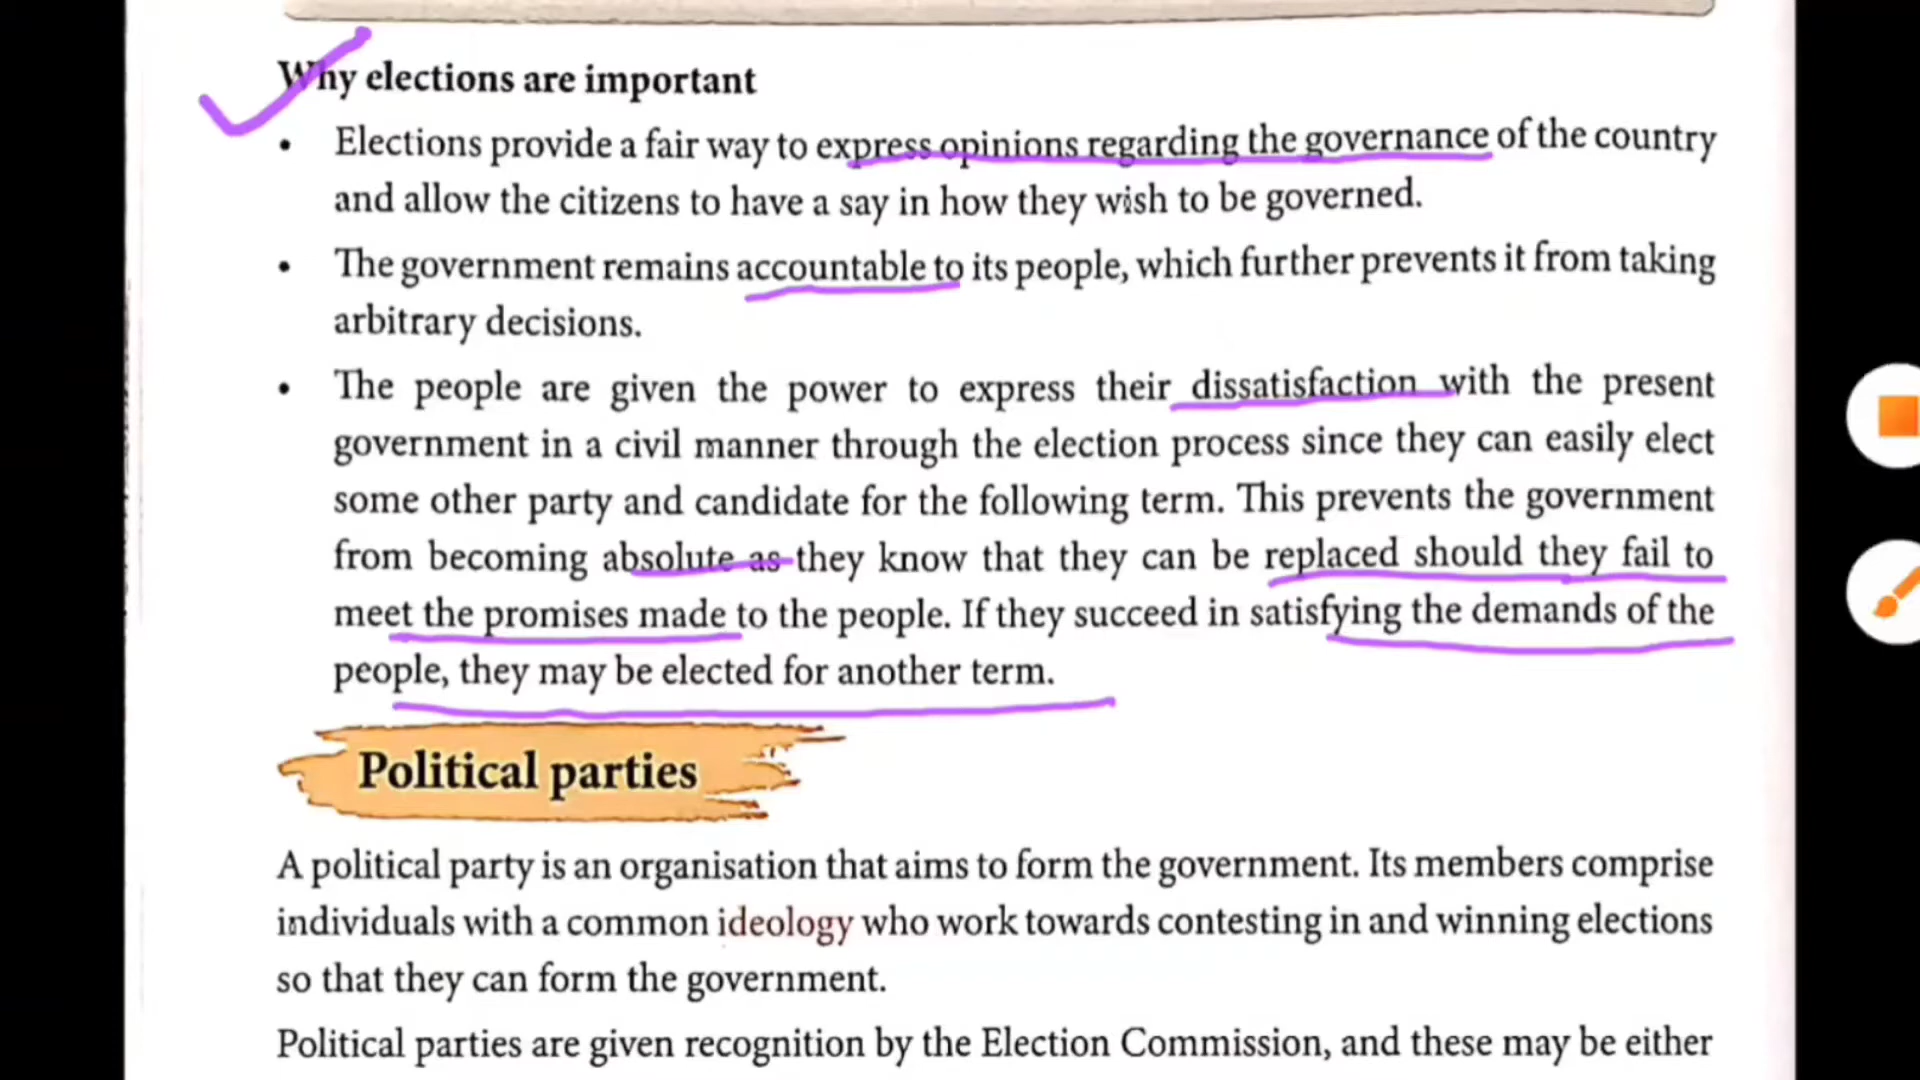 Why elections are important
• Elections provide a fair way to express opinions regarding the governance of the country
and allow the citizens to have a say in how they wish to be governed.
• The government remains accountable to its people, which further prevents it from taking
arbitrary decisions.
• The people are given the power to express their dissatisfaction with the present
government in a civil manner through the election process since they can easily elect
some other party and candidate for the following term. This prevents the government
from becoming absolute as they know that they can be replaced should they fail to
meet the promises made to the people. If they succeed in satisfying the demands of the
people, they may be elected for another term.
Political parties
A political party is an organisation that aims to form the government. Its members comprise
individuals with a common ideology who work towards contesting in and winning elections
so that they can form the government.
Political parties are given recognition by the Election Commission, and these may be either